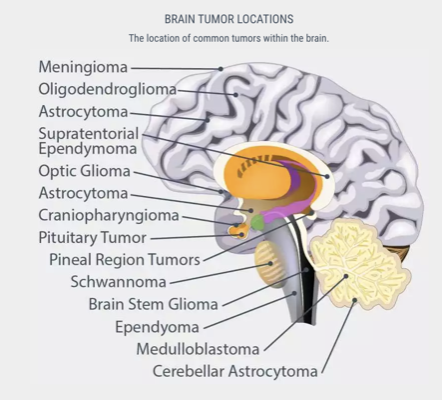 BRAIN TUMOR LOCATIONS
The location of common tumors within the brain.
Meningioma
Oligodendroglioma
Astrocytoma
Supratentorial
Ependymoma
Optic Glioma
Astrocytoma
Craniopharyngioma
Pituitary Tumor
Pineal Region Tumors
Schwannoma
Brain Stem Glioma
Ependyoma
Medulloblastoma
Cerebellar Astrocytoma